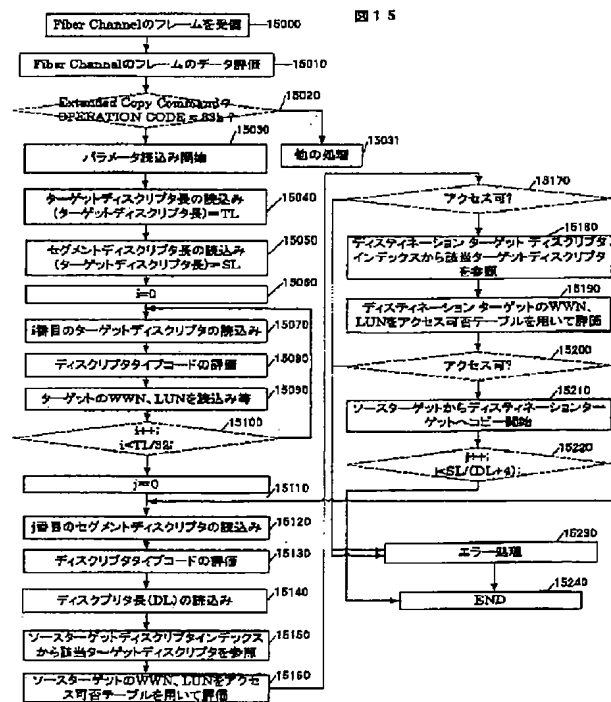 図15
Fiber Channelのフレームを受信
15000
Fiber Channelのフレームのデータ評価
15010
Extended Copy Command?
OPERATION CODE = 83h ?
15020
15030
パラメータ読込み開始
他の処理
15031
ターゲットディスクリプタ長の読込み
(ターゲットディスクリプタ長)=TL
15040
セグメントディスクリプタ長の読込み
(ターゲットディスクリプタ長)=SL
15050
15060
i=0
i番目のターゲットディスクリプタの読込み
15070
ディスクリプタタイプコードの評価
15080
ターゲットのWWN、LUNを読込み等
15090
15100
i++;
i<TL/32;
j=0
15110
j番目のセグメントディスクリプタの読込み
15120
ディスクリプタタイプコードの評価
15130
ディスクプリタ長(DL)の読込み
15140
ソースターゲットディスクリプタインデックス
から該当ターゲットディスクリプタを参照
15150
ソースターゲットのWWN、LUNをアクセ
ス可否テーブルを用いて評価
15160
15170
アクセス可?
15180
ディスティネーション ターゲット ディスクリプタ
インデックスから該当ターゲットディスクリプタ
を参照
15190
ディスティネーション ターゲットのWWN、
LUNをアクセス可否テーブルを用いて評価
15200
アクセス可?
15210
ソースターゲットからディスティネーションター
ゲットへコピー開始
15220
j++;
j<SL/(DL+4);
15230
エラー処理
15240
END